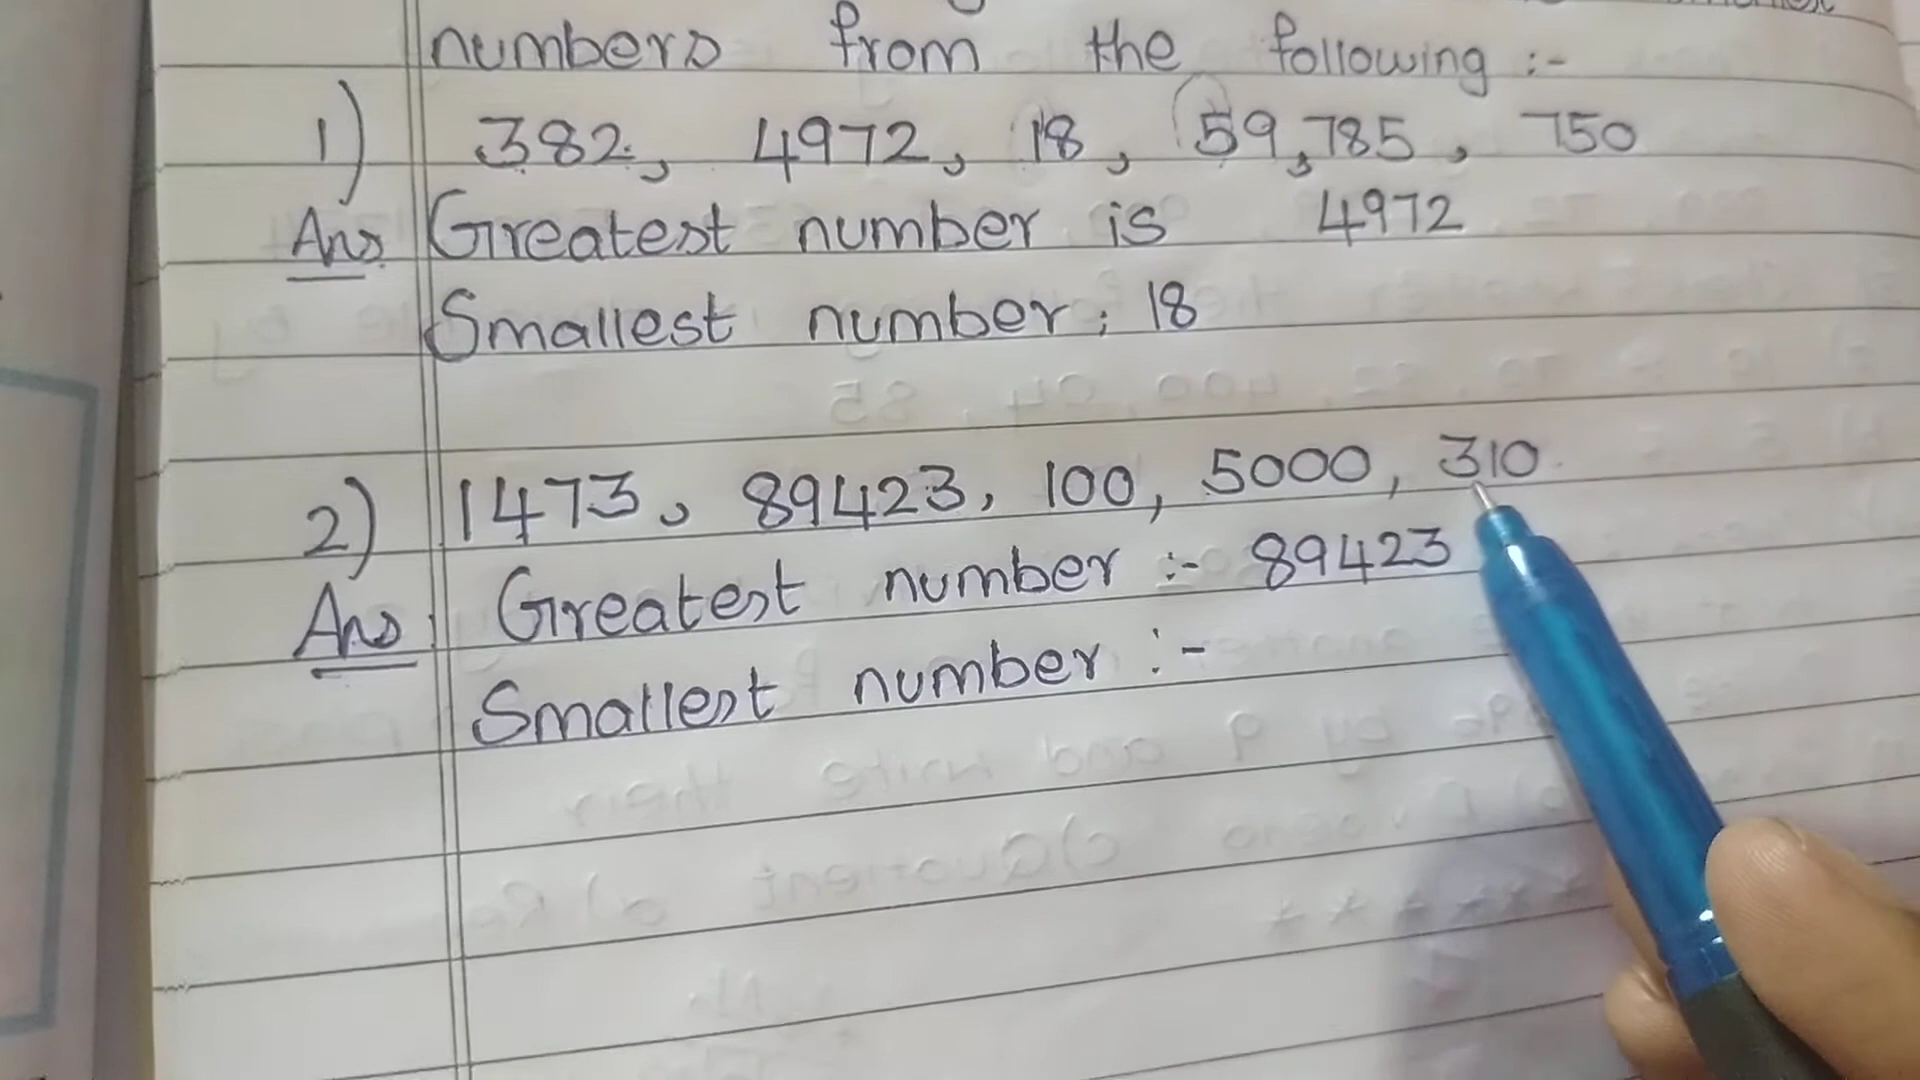 numbers from the following :-
1) 382, 4972, 18, 59,785, 750
Ans. Greatest number is 4972
Smallest number : 18
2) 1473, 89423, 100, 5000, 310
Ans: Greatest number :- 89423
Smallest number :-